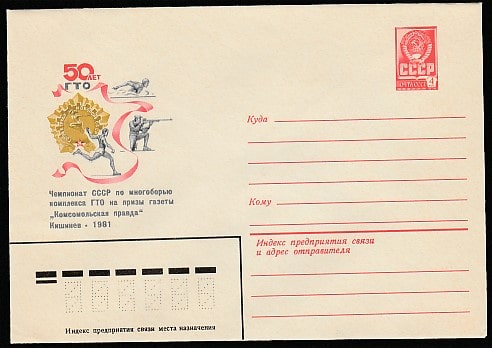 50 ЛЕТ
ГТО
Чемпионат СССР по многоборью
комплекса ГТО на призы газеты
„Комсомольская правда“
Кишинев • 1981
СССР
4
Куда
Кому
Индекс предприятия связи
и адрес отправителя
Индекс предприятия связи места назначения